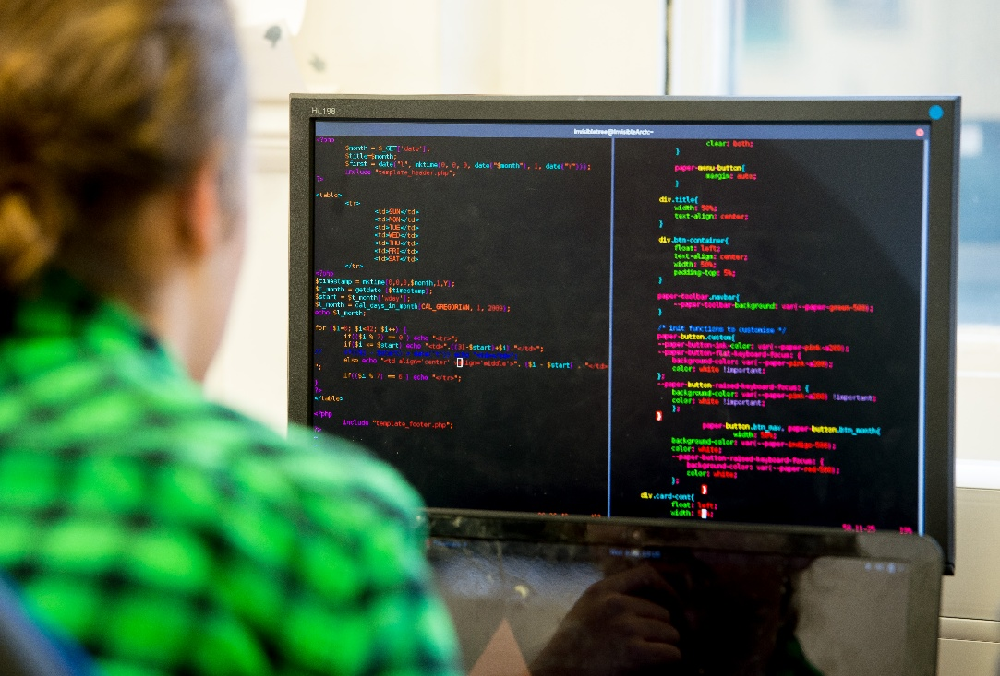 HL196
invisibletree@InvisibleArch:~
<?php
$month = $_GET['date'];
$title=$month;
$first = date("l", mktime(0, 0, 0, date("$month"), 1, date("Y")));
include "template_header.php";
?>
<table>
<tr>
<td>SUN</td>
<td>MON</td>
<td>TUE</td>
<td>WED</td>
<td>THU</td>
<td>FRI</td>
<td>SAT</td>
</tr>
<?php
$timestamp = mktime(0,0,0,$month,1,Y);
$t_month = getdate ($timestamp);
$start = $t_month['wday'];
$l_month = cal_days_in_month(CAL_GREGORIAN, 1, 2009);
echo $l_month;
for ($i=0; $i<42; $i++) {
if(($i % 7) == 0 ) echo "<tr>";
if($i <= $start) echo "<td>".((31-$start)+$i)."</td>";
else echo "<td align='center' align='middle'>". ($i - $start) . "</td>
";
if(($i % 7) == 6 ) echo "</tr>";
}
?>
</table>
<?php
include "template_footer.php";
?>
clear: both;
}
paper-menu-button{
margin: auto;
}
div.title{
width: 50%;
text-align: center;
}
div.btn-container{
float: left;
text-align: center;
width: 50%;
padding-top: 5%;
}
paper-toolbar.navbar{
--paper-toolbar-background: var(--paper-green-500);
}
/* init functions to customise */
paper-button.custom{
--paper-button-ink-color: var(--paper-pink-a200);
--paper-button-flat-keyboard-focus: {
background-color: var(--paper-pink-a200);
color: white !important;
};
--paper-button-raised-keyboard-focus: {
background-color: var(--paper-pink-a200) !important;
color: white !important;
};
}
paper-button.btn_nav, paper-button.btn_month{
width: 50%;
background-color: var(--paper-indigo-500);
color: white;
--paper-button-raised-keyboard-focus: {
background-color: var(--paper-red-500);
color: white;
};
}
div.card-cont{
float: left;
width: